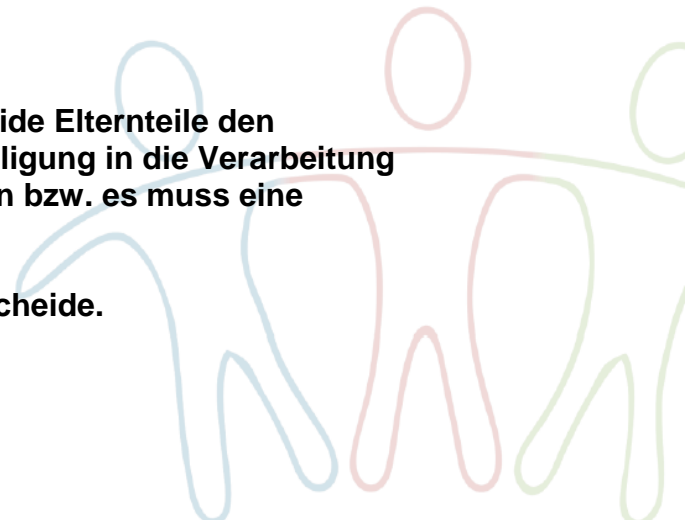 ide Elternteile den
ligung in die Verarbeitung
n bzw. es muss eine
cheide.